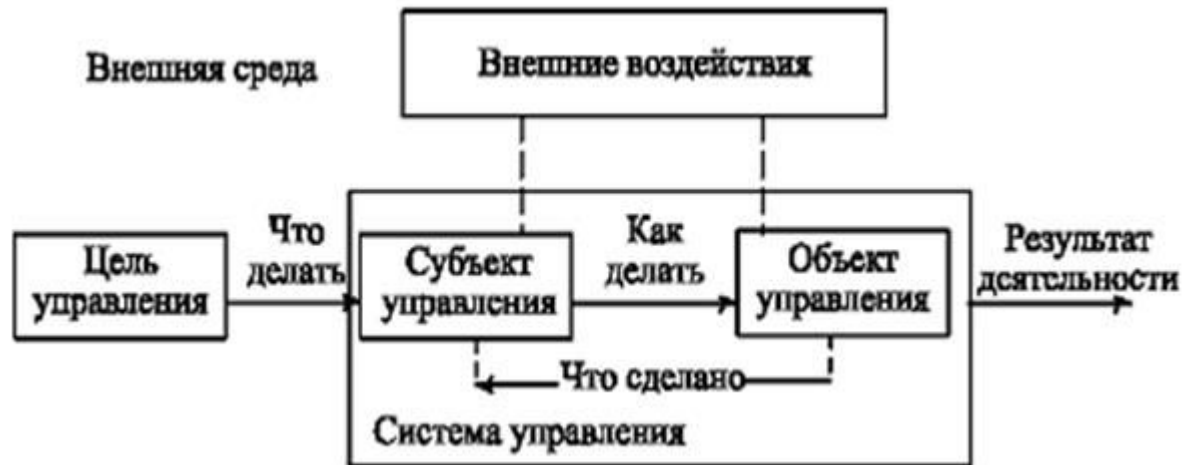 Внешняя среда
Внешние воздействия
Цель
управления
Что
делать
Субъект
управления
Как
делать
Объект
управления
Результат
деятельности
Что сделано
Система управления